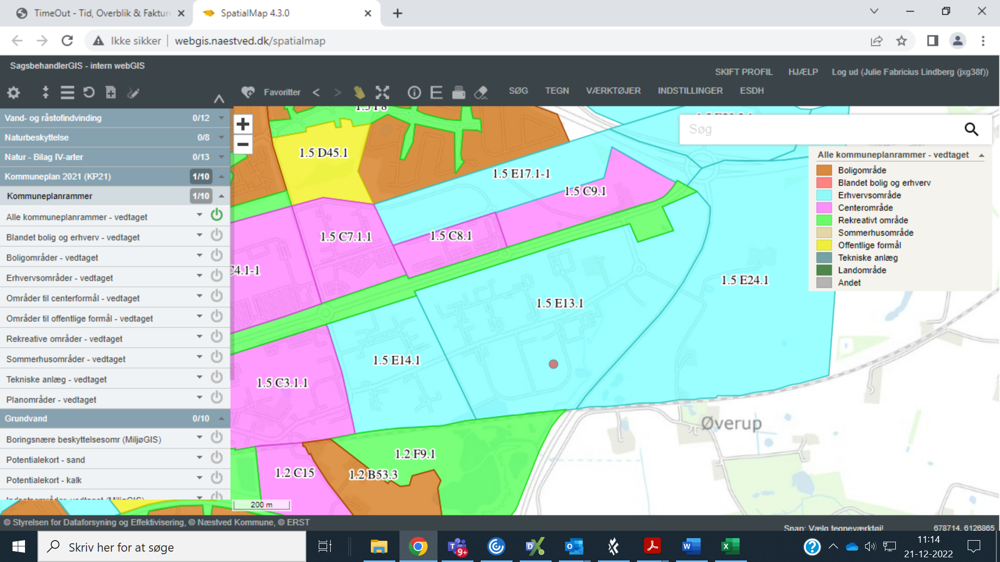 TimeOut - Tid, Overblik & Fakture
SpatialMap 4.3.0
Ikke sikker
webgis.naestved.dk/spatialmap
SagsbehandlerGIS - intern webGIS
SKIFT PROFIL
HJÆLP
Log ud (Julie Fabricius Lindberg (jxg38f))
Favoritter
SØG
TEGN
VÆRKTØJER
INDSTILLINGER
ESDH
Vand- og råstofindvinding 0/12
Naturbeskyttelse 0/8
Natur - Bilag IV-arter 0/13
Kommuneplan 2021 (KP21) 1/10
Kommuneplanrammer 1/10
Alle kommuneplanrammer - vedtaget
Blandet bolig og erhverv - vedtaget
Boligområder - vedtaget
Erhvervsområder - vedtaget
Områder til centerformål - vedtaget
Områder til offentlige formål - vedtaget
Rekreative områder - vedtaget
Sommerhusområder - vedtaget
Tekniske anlæg - vedtaget
Planområder - vedtaget
Grundvand 0/10
Boringsnære beskyttelsesomr (MiljøGIS)
Potentialekort - sand
Potentialekort - kalk
1.5 F8
1.5 D45.1
1.5 E17.1-1
1.5 C9.1
1.5 C7.1.1
1.5 C8.1
C4.1-1
1.5 E24.1
1.5 E13.1
1.5 E14.1
1.5 C3.1.1
Øverup
1.2 F9.1
1.2 C15
1.2 B53.3
200 m
Søg
Alle kommuneplanrammer - vedtaget
Boligområde
Blandet bolig og erhverv
Erhvervsområde
Centerområde
Rekreativt område
Sommerhusområde
Offentlige formål
Tekniske anlæg
Landområde
Andet
© Styrelsen for Dataforsyning og Effektivisering, © Næstved Kommune, © ERST
Snap: Vælg tegneværktøj!
678714, 6126865
Skriv her for at søge
9+
11:14
21-12-2022